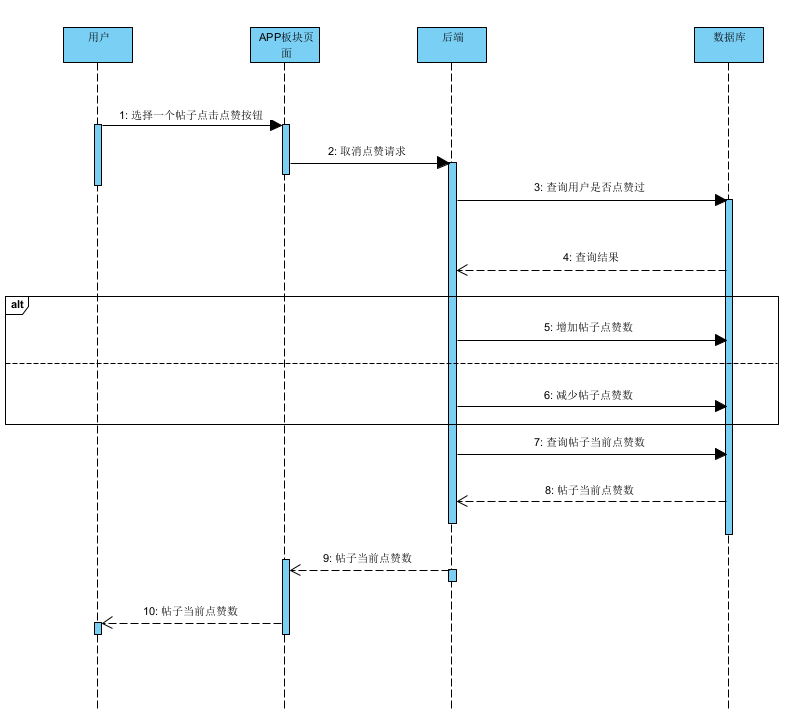 用户
APP板块页
面
后端
数据库
1: 选择一个帖子点击点赞按钮
2: 取消点赞请求
3: 查询用户是否点赞过
4: 查询结果
alt
5: 增加帖子点赞数
6: 减少帖子点赞数
7: 查询帖子当前点赞数
8: 帖子当前点赞数
9: 帖子当前点赞数
10: 帖子当前点赞数